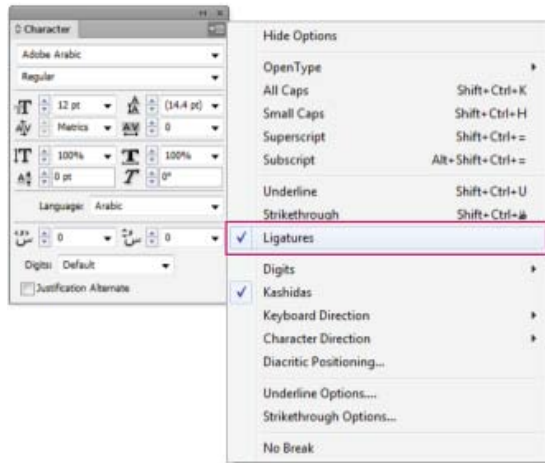 Character
Adobe Arabic
Regular
12 pt
(14.4 pt)
Metrics
0
100%
100%
0 pt
0°
Language: Arabic
0
0
Digits: Default
Justification Alternate
Hide Options
OpenType
All Caps Shift+Ctrl+K
Small Caps Shift+Ctrl+H
Superscript Shift+Ctrl+=
Subscript Alt+Shift+Ctrl+=
Underline Shift+Ctrl+U
Strikethrough Shift+Ctrl+
Ligatures
Digits
Kashidas
Keyboard Direction
Character Direction
Diacritic Positioning...
Underline Options....
Strikethrough Options...
No Break